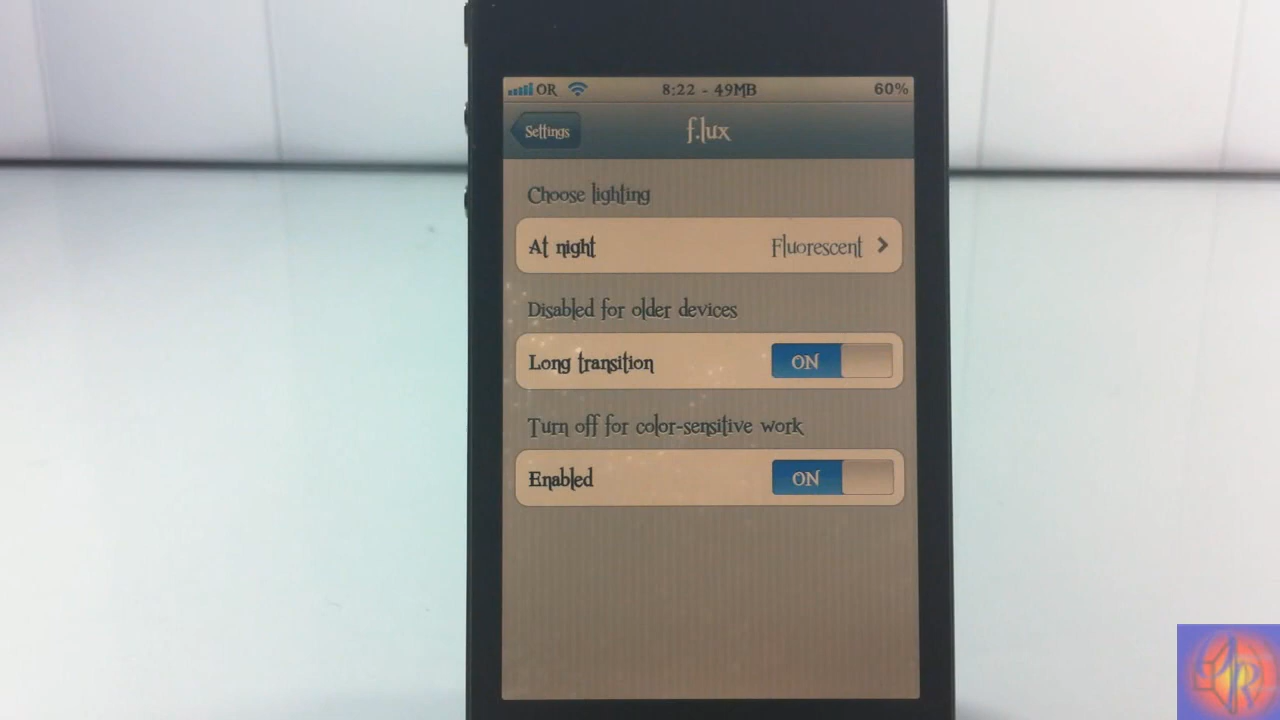 OR 8:22 - 49MB 60%
Settings f.lux
Choose lighting
At night Fluorescent
Disabled for older devices
Long transition ON
Turn off for color-sensitive work
Enabled ON